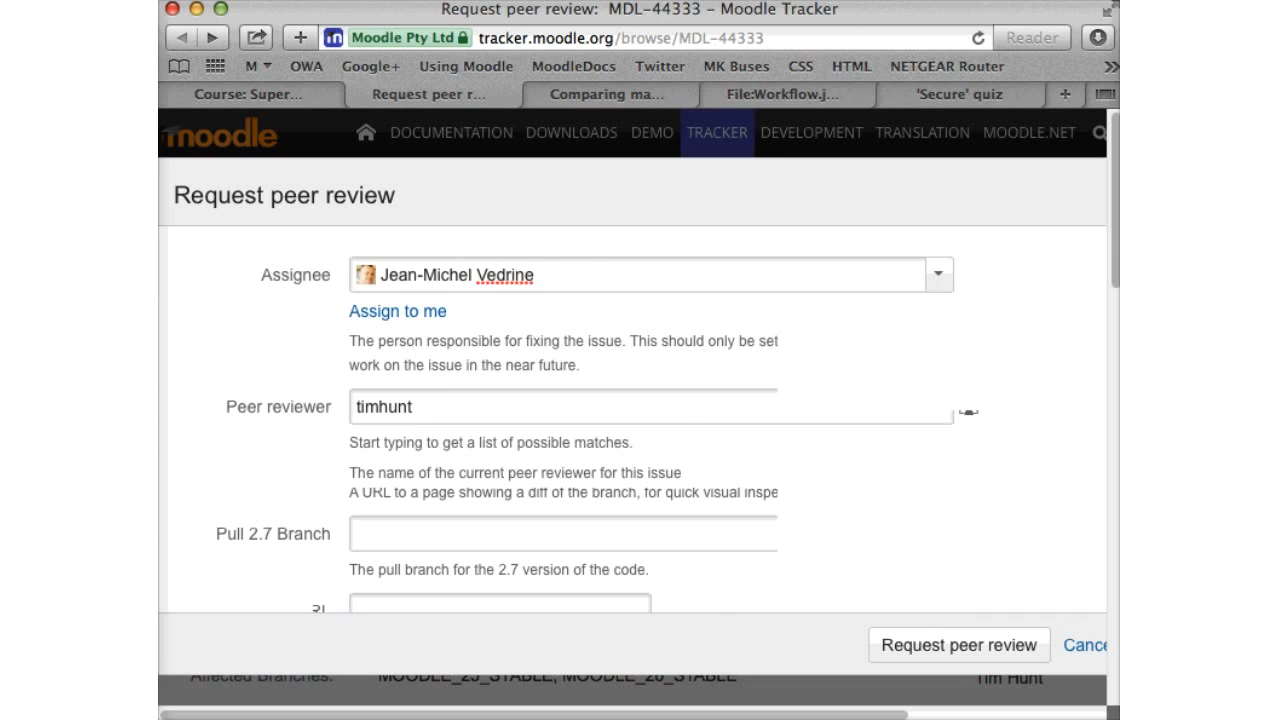 Request peer review: MDL-44333 – Moodle Tracker
Moodle Pty Ltd tracker.moodle.org/browse/MDL-44333 Reader
M OWA Google+ Using Moodle MoodleDocs Twitter MK Buses CSS HTML NETGEAR Router
Course: Super... Request peer r... Comparing ma... File:Workflow.j... 'Secure' quiz
moodle DOCUMENTATION DOWNLOADS DEMO TRACKER DEVELOPMENT TRANSLATION MOODLE.NET
Request peer review
Assignee Jean-Michel Vedrine
Assign to me
The person responsible for fixing the issue. This should only be set
work on the issue in the near future.
Peer reviewer timhunt
Start typing to get a list of possible matches.
The name of the current peer reviewer for this issue
A URL to a page showing a diff of the branch, for quick visual inspe
Pull 2.7 Branch
The pull branch for the 2.7 version of the code.
Request peer review Cance
Affected Branches: MOODLE_25_STABLE, MOODLE_26_STABLE Tim Hunt